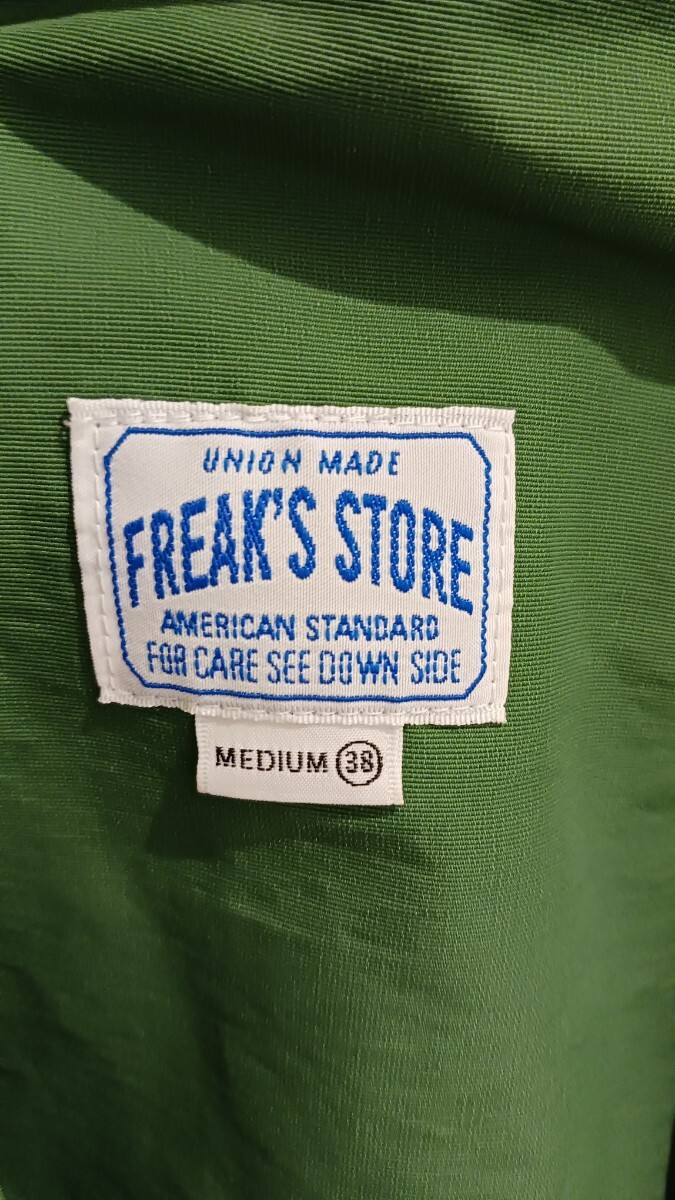 UNION MADE
FREAK'S STORE
AMERICAN STANDARD
FOR CARE SEE DOWN SIDE
MEDIUM 38